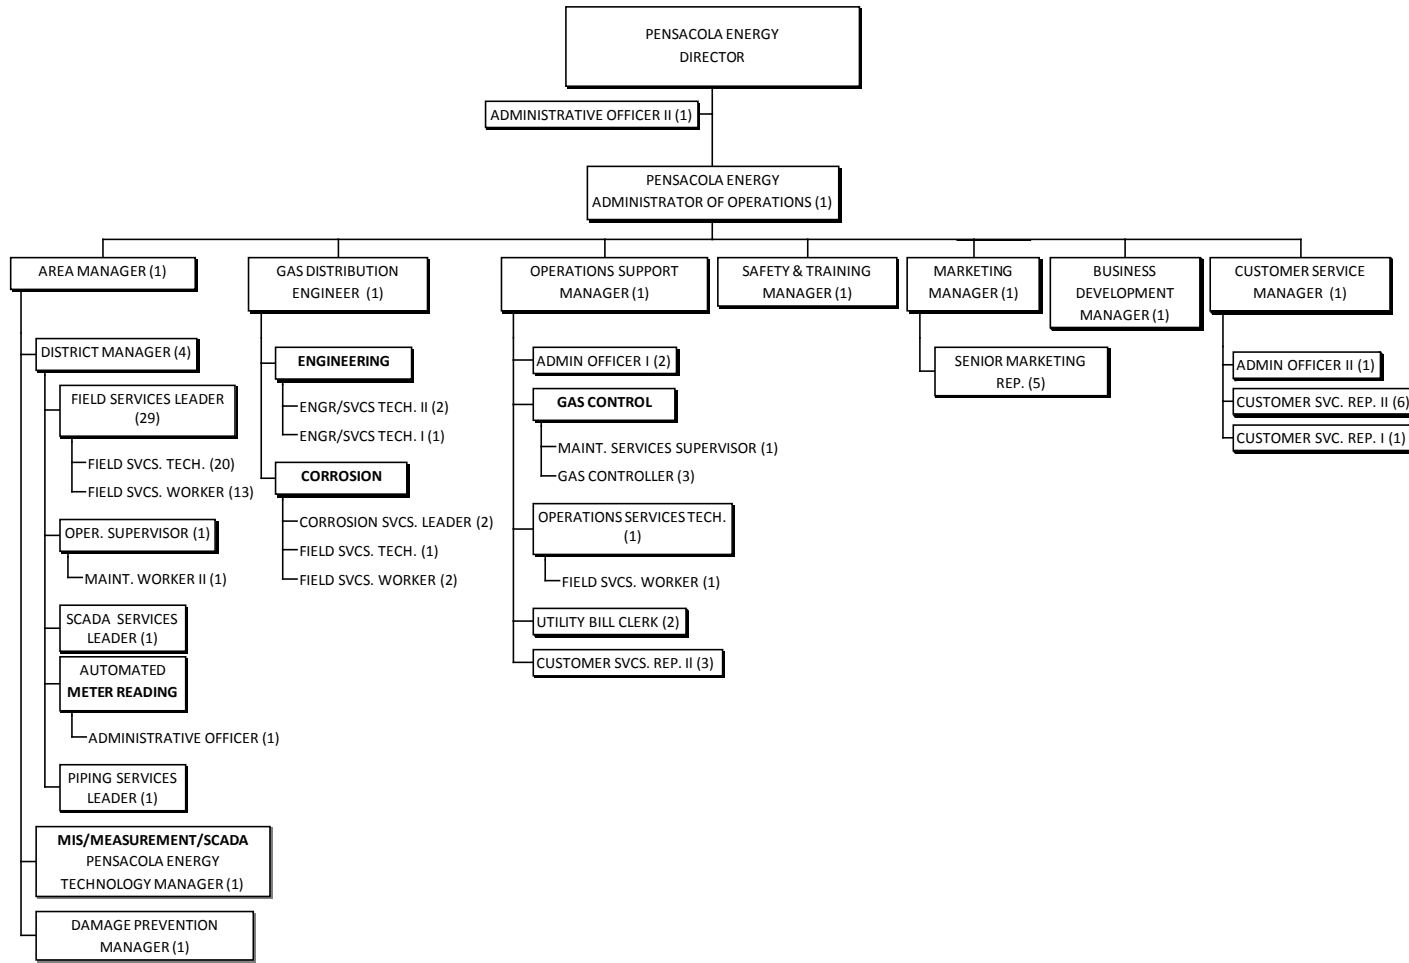 PENSACOLA ENERGY
DIRECTOR
ADMINISTRATIVE OFFICER II (1)
PENSACOLA ENERGY
ADMINISTRATOR OF OPERATIONS (1)
AREA MANAGER (1)
DISTRICT MANAGER (4)
FIELD SERVICES LEADER
(29)
FIELD SVCS. TECH. (20)
FIELD SVCS. WORKER (13)
OPER. SUPERVISOR (1)
MAINT. WORKER II (1)
SCADA SERVICES
LEADER (1)
AUTOMATED
METER READING
ADMINISTRATIVE OFFICER (1)
PIPING SERVICES
LEADER (1)
MIS/MEASUREMENT/SCADA
PENSACOLA ENERGY
TECHNOLOGY MANAGER (1)
DAMAGE PREVENTION
MANAGER (1)
GAS DISTRIBUTION
ENGINEER (1)
ENGINEERING
ENGR/SVCS TECH. II (2)
ENGR/SVCS TECH. I (1)
CORROSION
CORROSION SVCS. LEADER (2)
FIELD SVCS. TECH. (1)
FIELD SVCS. WORKER (2)
OPERATIONS SUPPORT
MANAGER (1)
ADMIN OFFICER I (2)
GAS CONTROL
MAINT. SERVICES SUPERVISOR (1)
GAS CONTROLLER (3)
OPERATIONS SERVICES TECH.
(1)
FIELD SVCS. WORKER (1)
UTILITY BILL CLERK (2)
CUSTOMER SVCS. REP. II (3)
SAFETY & TRAINING
MANAGER (1)
MARKETING
MANAGER (1)
SENIOR MARKETING
REP. (5)
BUSINESS
DEVELOPMENT
MANAGER (1)
CUSTOMER SERVICE
MANAGER (1)
ADMIN OFFICER II (1)
CUSTOMER SVC. REP. II (6)
CUSTOMER SVC. REP. I (1)